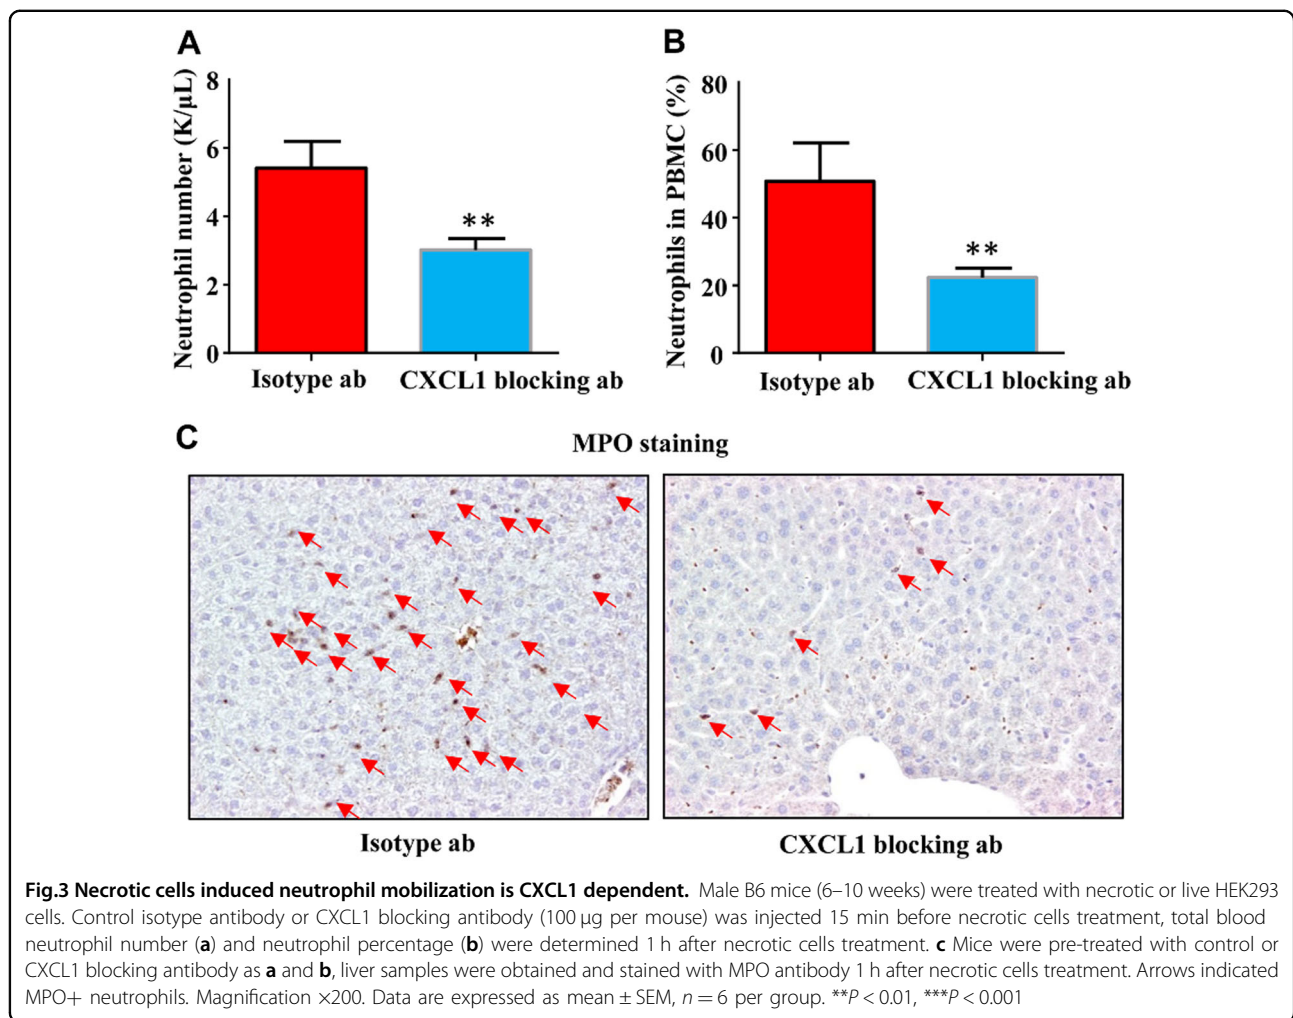 A
Neutrophil number (K/μL)
8
6
4
2
0
**
Isotype ab
CXCL1 blocking ab
B
Neutrophils in PBMC (%)
80
60
40
20
0
**
Isotype ab
CXCL1 blocking ab
C
MPO staining
Isotype ab
CXCL1 blocking ab
Fig.3 Necrotic cells induced neutrophil mobilization is CXCL1 dependent. Male B6 mice (6–10 weeks) were treated with necrotic or live HEK293
cells. Control isotype antibody or CXCL1 blocking antibody (100 μg per mouse) was injected 15 min before necrotic cells treatment, total blood
neutrophil number (a) and neutrophil percentage (b) were determined 1 h after necrotic cells treatment. c Mice were pre-treated with control or
CXCL1 blocking antibody as a and b, liver samples were obtained and stained with MPO antibody 1 h after necrotic cells treatment. Arrows indicated
MPO+ neutrophils. Magnification ×200. Data are expressed as mean ± SEM, n = 6 per group. **P < 0.01, ***P < 0.001